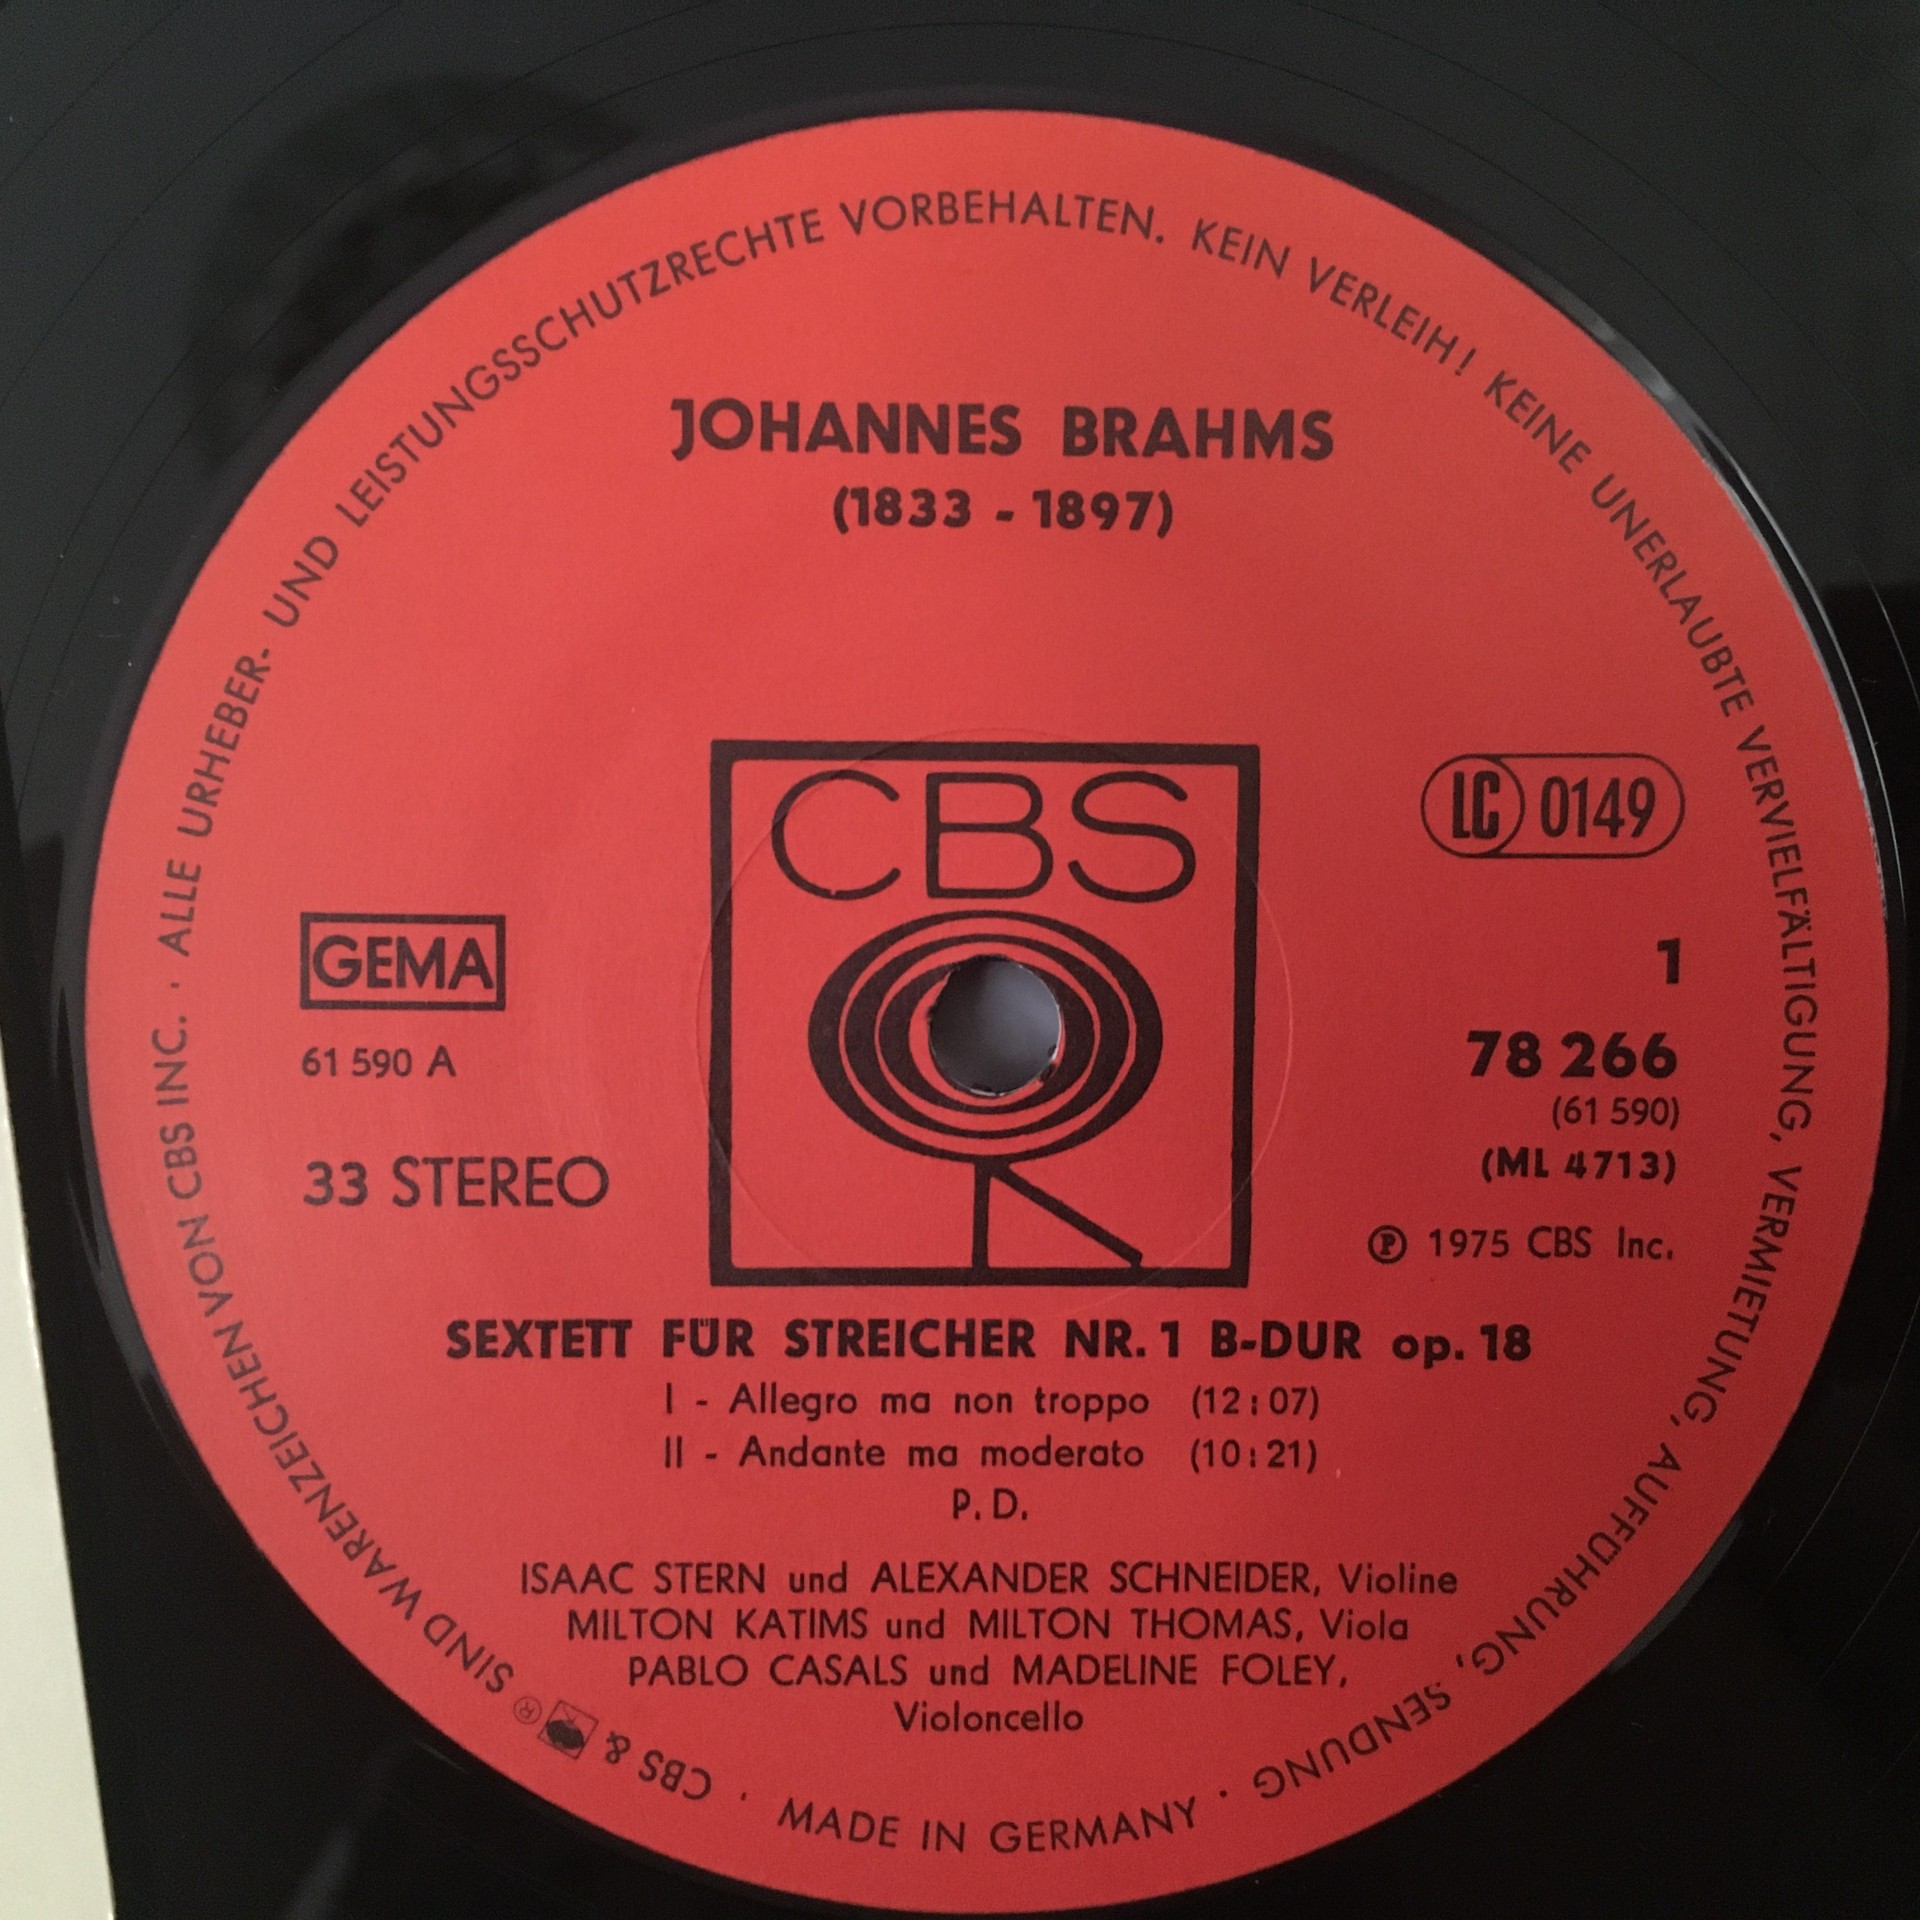 JOHANNES BRAHMS
(1833 - 1897)
CBS
LC 0149
GEMA
61 590 A
33 STEREO
1
78 266
(61 590)
(ML 4713)
℗ 1975 CBS Inc.
SEXTETT FÜR STREICHER NR. 1 B-DUR op. 18
I - Allegro ma non troppo (12:07)
II - Andante ma moderato (10:21)
P.D.
ISAAC STERN und ALEXANDER SCHNEIDER, Violine
MILTON KATIMS und MILTON THOMAS, Viola
PABLO CASALS und MADELINE FOLEY,
Violoncello
CBS & ® SIND WARENZEICHEN VON CBS INC. · ALLE URHEBER- UND LEISTUNGSSCHUTZRECHTE VORBEHALTEN. KEIN VERLEIH! KEINE UNERLAUBTE VERVIELFÄLTIGUNG, VERMIETUNG, AUFFÜHRUNG, SENDUNG ·
MADE IN GERMANY ·